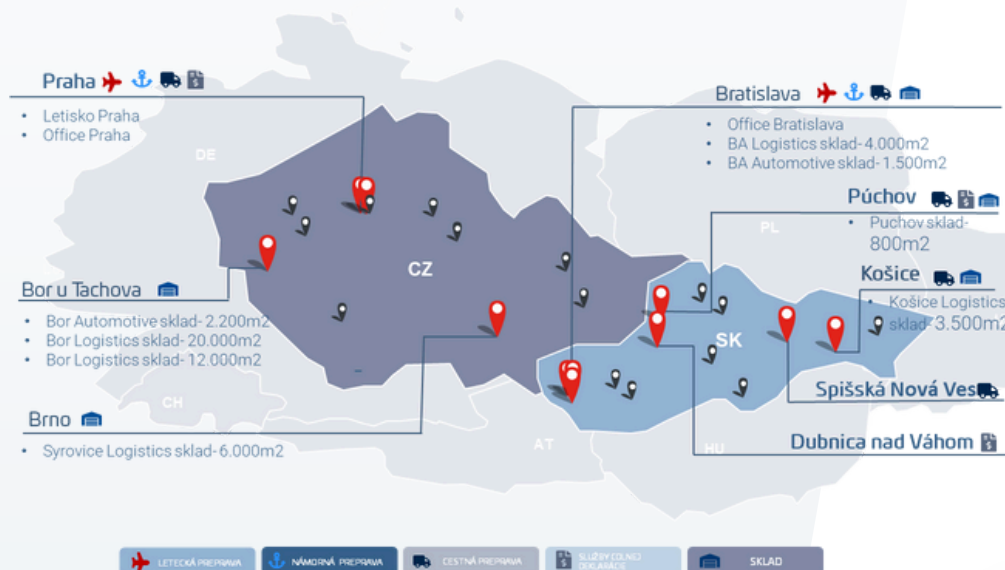 Praha
Letisko Praha
Office Praha
DE
Bor u Tachova
Bor Automotive sklad- 2.200m2
Bor Logistics sklad- 20.000m2
Bor Logistics sklad- 12.000m2
CH
Brno
Syrovice Logistics sklad- 6.000m2
CZ
AT
SK
HU
PL
Bratislava
Office Bratislava
BA Logistics sklad- 4.000m2
BA Automotive sklad- 1.500m2
Púchov
Puchov sklad-
800m2
Košice
Košice Logistics
sklad- 3.500m2
Spišská Nová Ves
Dubnica nad Váhom
LETECKÁ PREPRAVA
NÁMORNÁ PREPRAVA
CESTNÁ PREPRAVA
SLUŽBY COLNEJ
DEKLARÁCIE
SKLAD